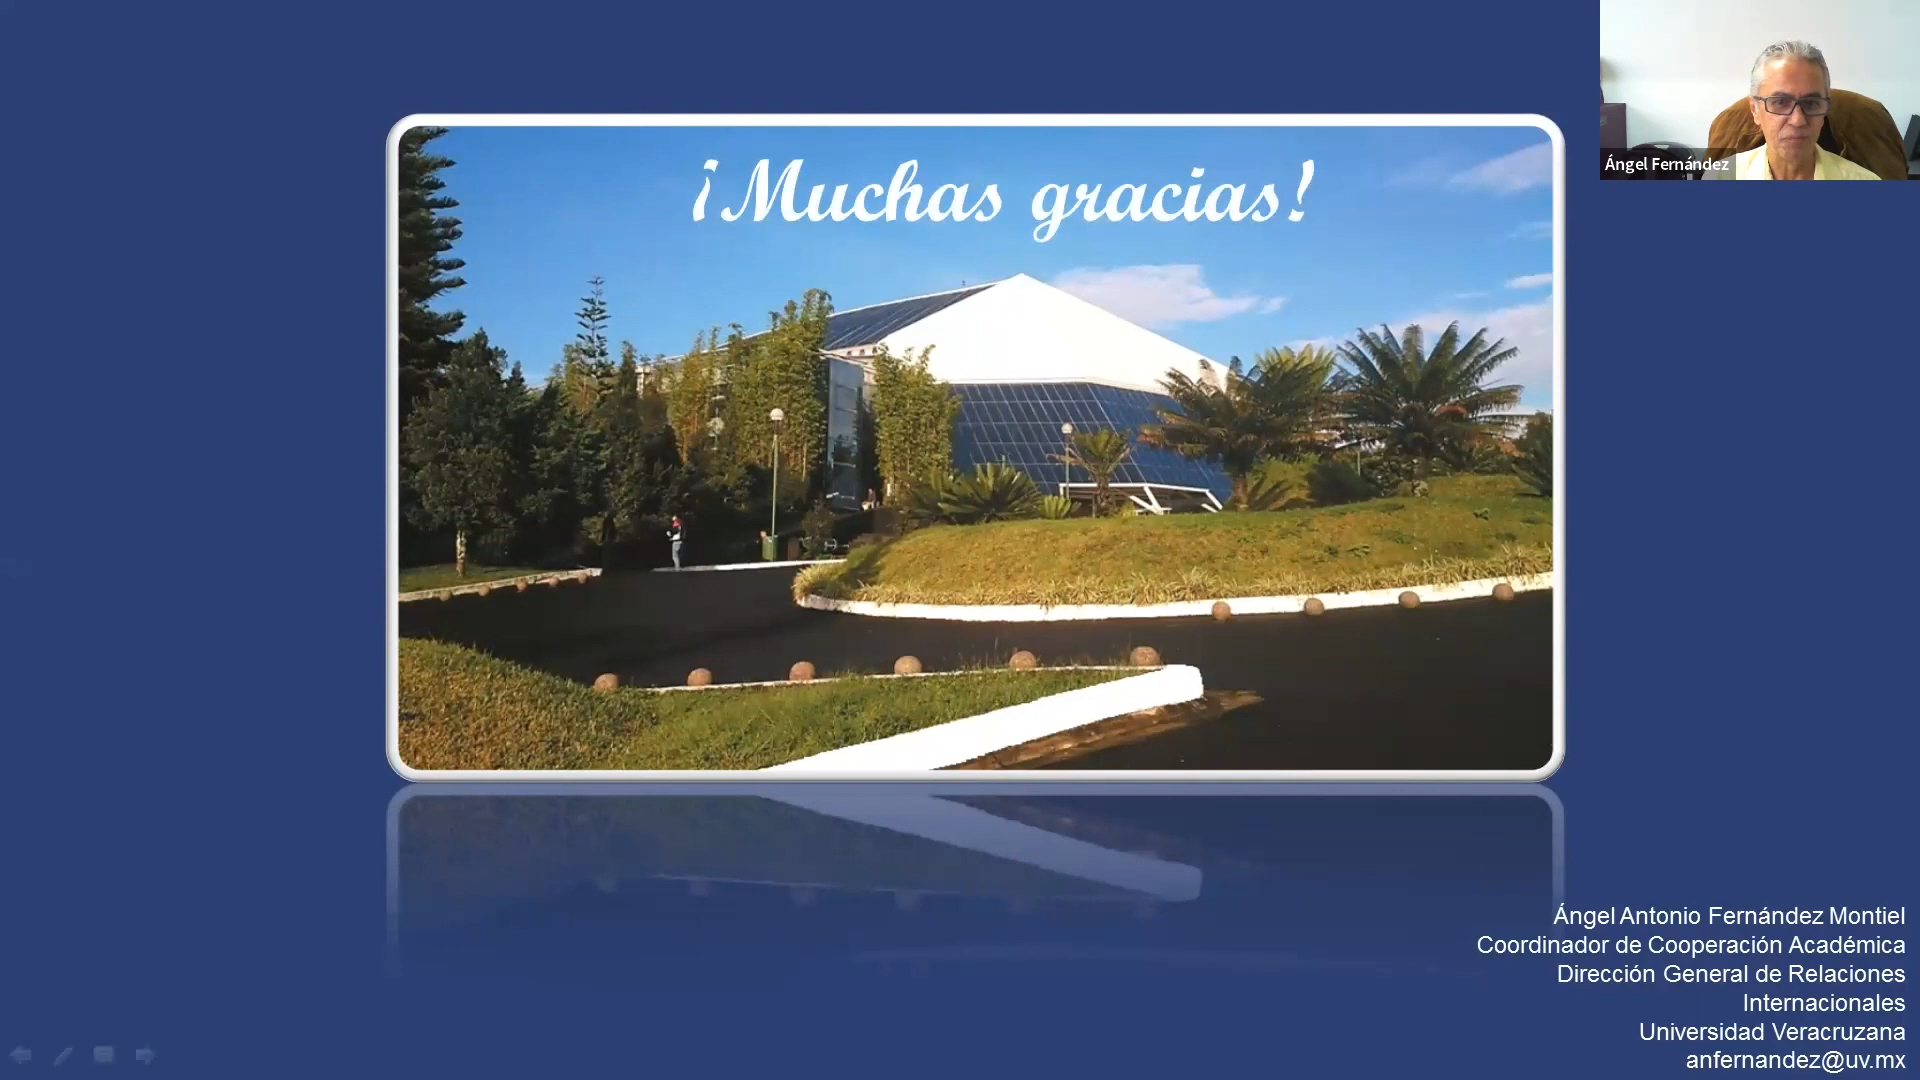 ¡Muchas gracias!
Ángel Fernández
Ángel Antonio Fernández Montiel
Coordinador de Cooperación Académica
Dirección General de Relaciones
Internacionales
Universidad Veracruzana
anfernandez@uv.mx